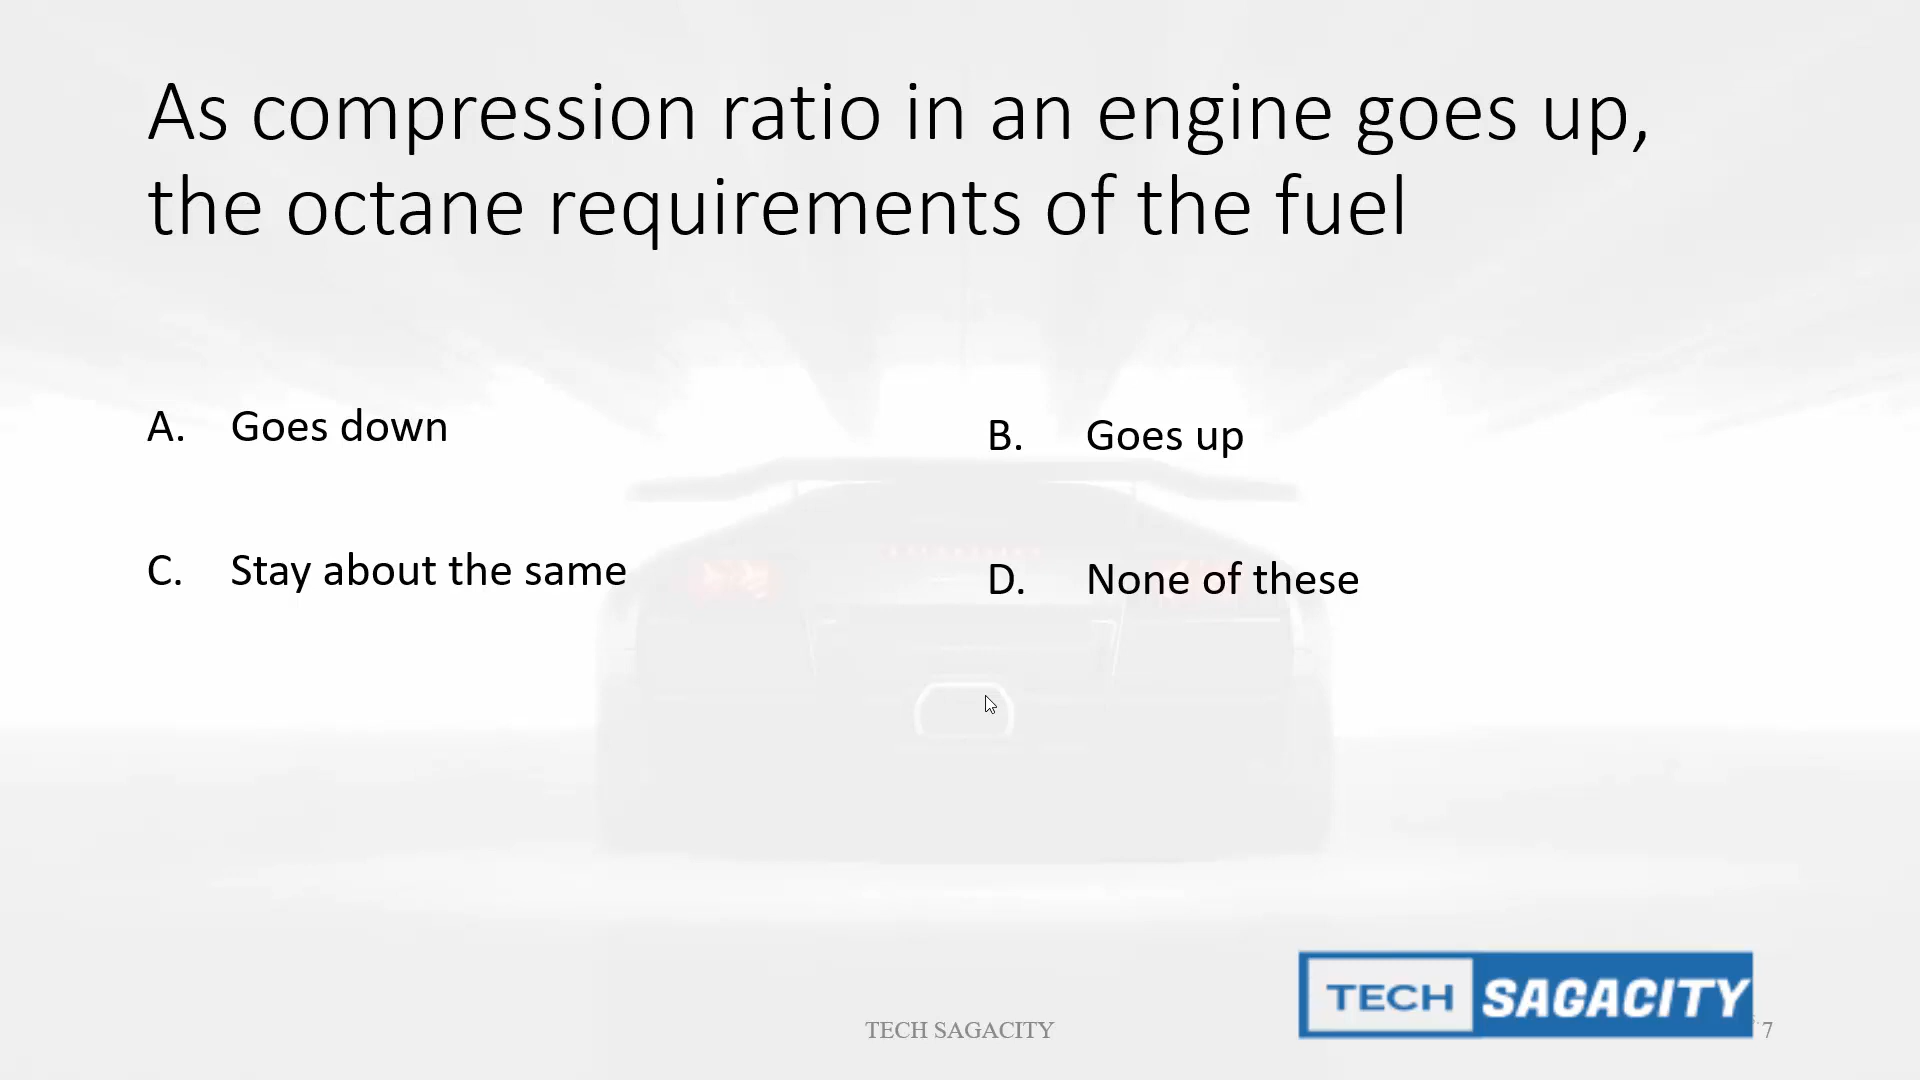 As compression ratio in an engine goes up,
the octane requirements of the fuel
A. Goes down
B. Goes up
C. Stay about the same
D. None of these
TECH SAGACITY
TECH SAGACITY
7